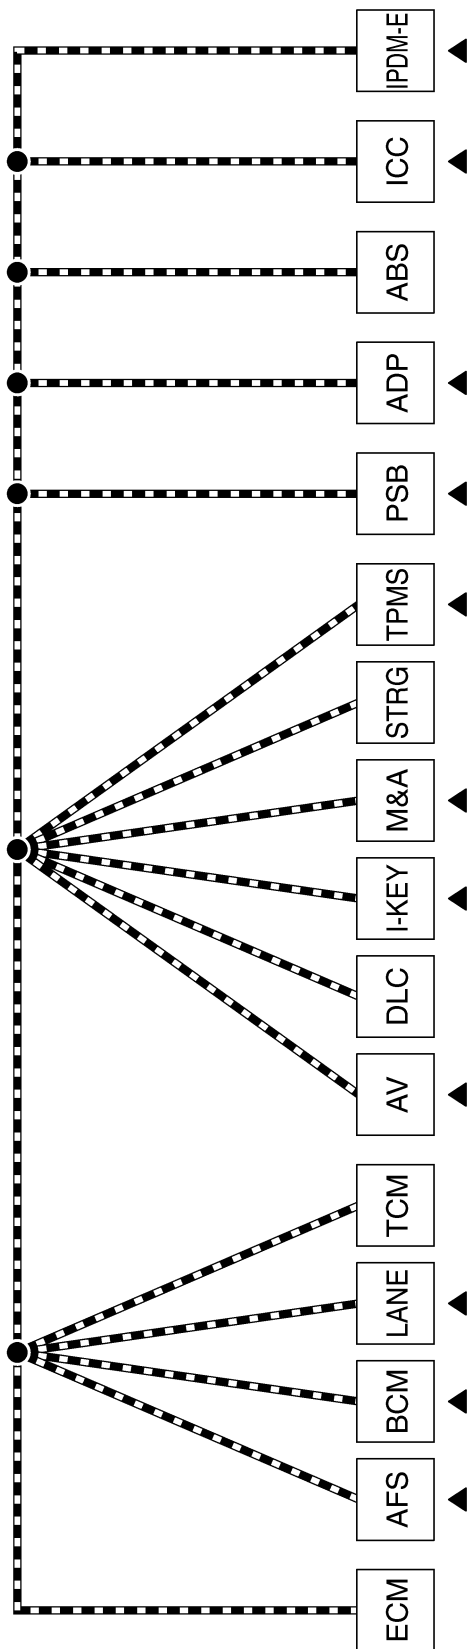 IPDM-E
ICC
ABS
ADP
PSB
TPMS
STRG
M&A
I-KEY
DLC
AV
TCM
LANE
BCM
AFS
ECM